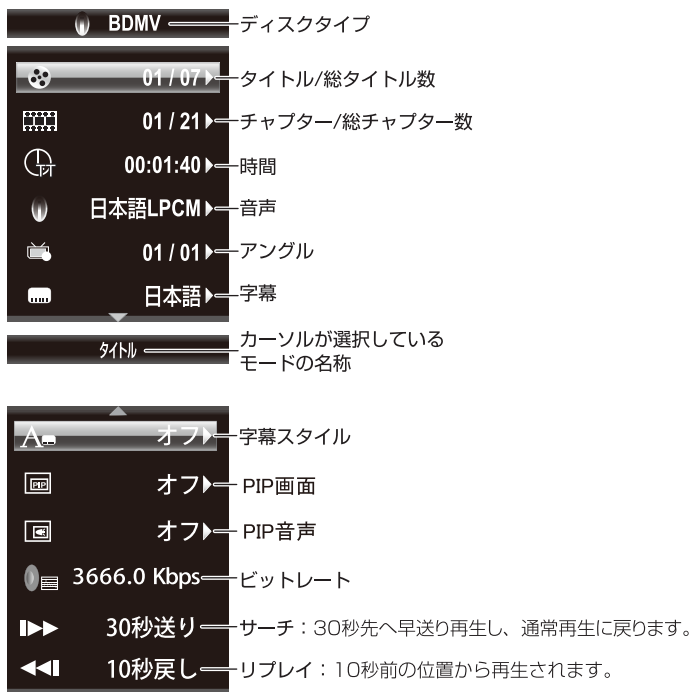 BDMV ディスクタイプ
01 / 07 タイトル/総タイトル数
01 / 21 チャプター/総チャプター数
00:01:40 時間
日本語LPCM 音声
01 / 01 アングル
日本語 字幕
タイトル カーソルが選択している
モードの名称
A オフ 字幕スタイル
PIP オフ PIP画面
オフ PIP音声
3666.0 Kbps ビットレート
30秒送り サーチ：30秒先へ早送り再生し、通常再生に戻ります。
10秒戻し リプレイ：10秒前の位置から再生されます。